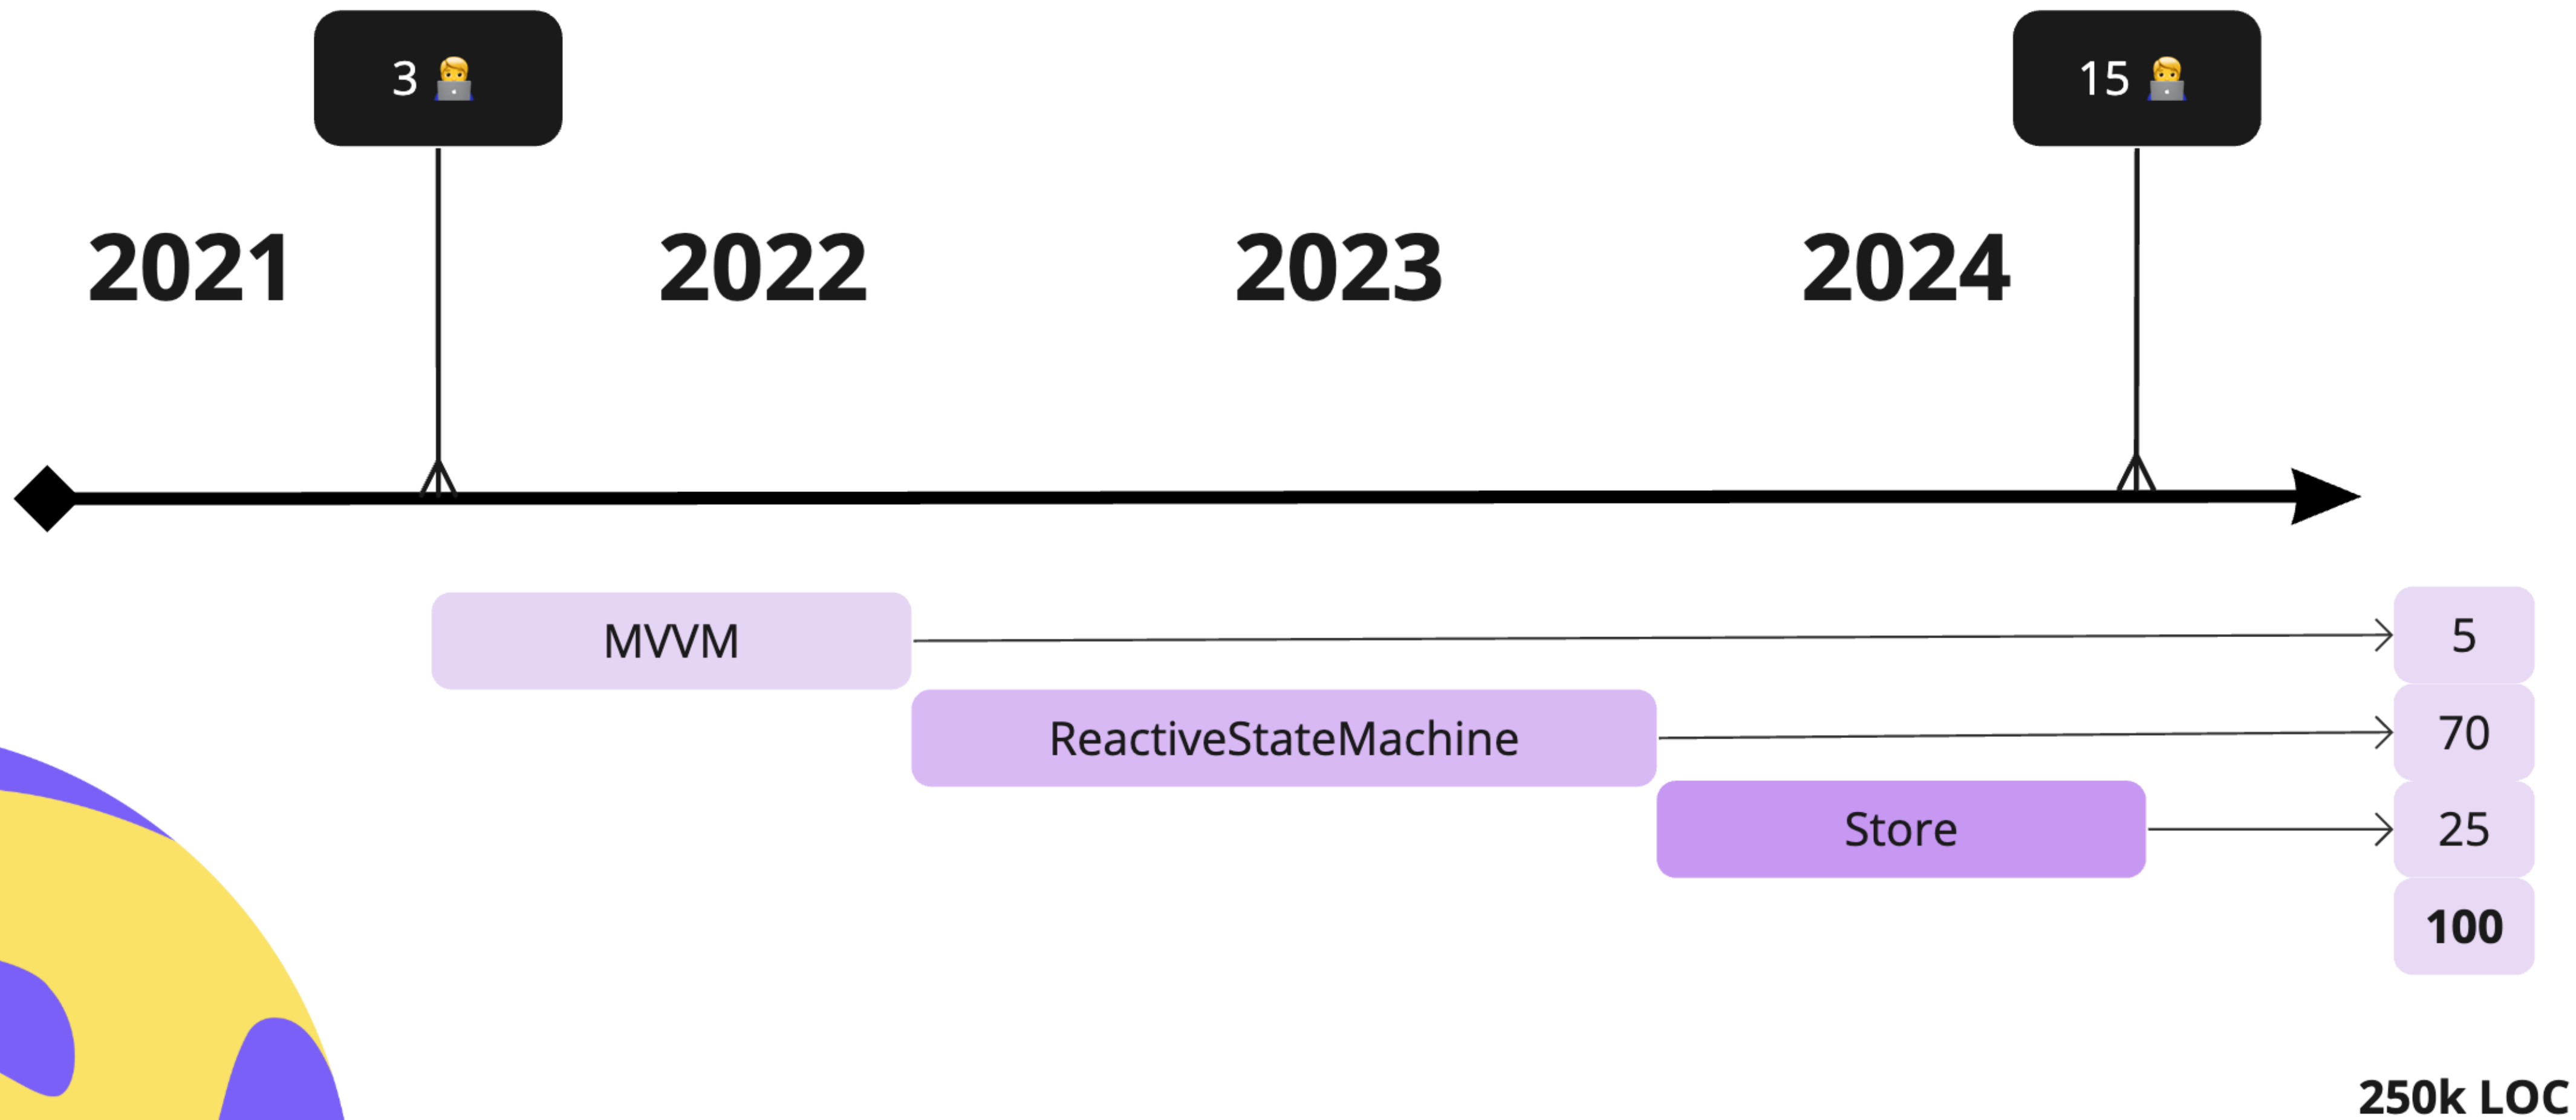 3 🧑‍💻
15 🧑‍💻
2021
2022
2023
2024
MVVM
5
ReactiveStateMachine
70
Store
25
100
250k LOC